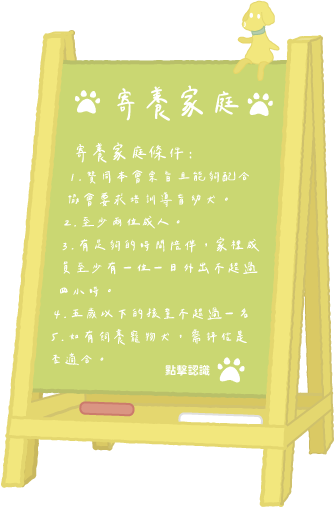 寄養家庭
寄養家庭條件:
1.贊同本會宗旨且能夠配合
協會要求培訓導盲幼犬。
2.至少兩位成人。
3.有足夠的時間陪伴,家裡成
員至少有一位一日外出不超過
四小時。
4.五歲以下的孩童不超過一名
5.如有飼養寵物犬,需評估是
否適合。
點擊認識